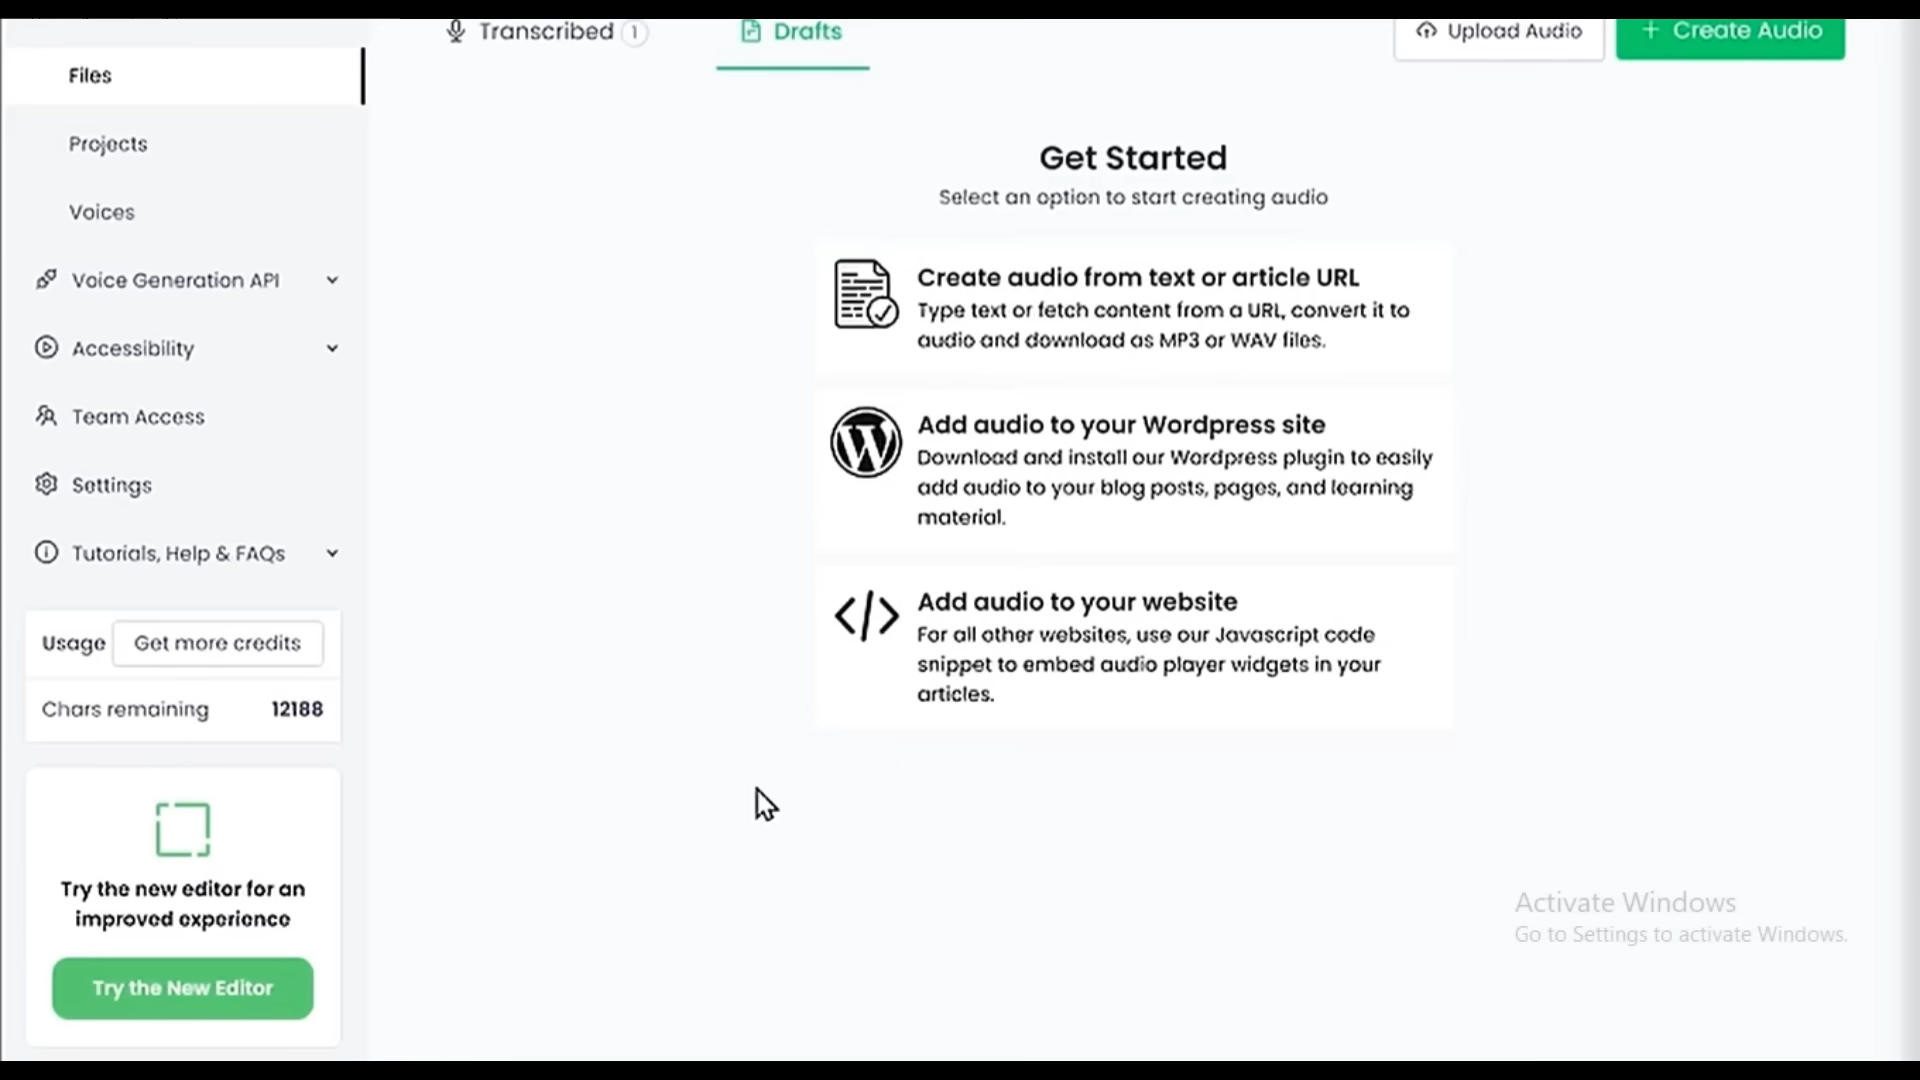 Transcribed 1
Drafts
Upload Audio
+ Create Audio
Files
Projects
Voices
Voice Generation API
Accessibility
Team Access
Settings
Tutorials, Help & FAQs
Usage
Get more credits
Chars remaining 12188
Try the new editor for an
improved experience
Try the New Editor
Get Started
Select an option to start creating audio
Create audio from text or article URL
Type text or fetch content from a URL, convert it to
audio and download as MP3 or WAV files.
Add audio to your Wordpress site
Download and install our Wordpress plugin to easily
add audio to your blog posts, pages, and learning
material.
Add audio to your website
For all other websites, use our Javascript code
snippet to embed audio player widgets in your
articles.
Activate Windows
Go to Settings to activate Windows.